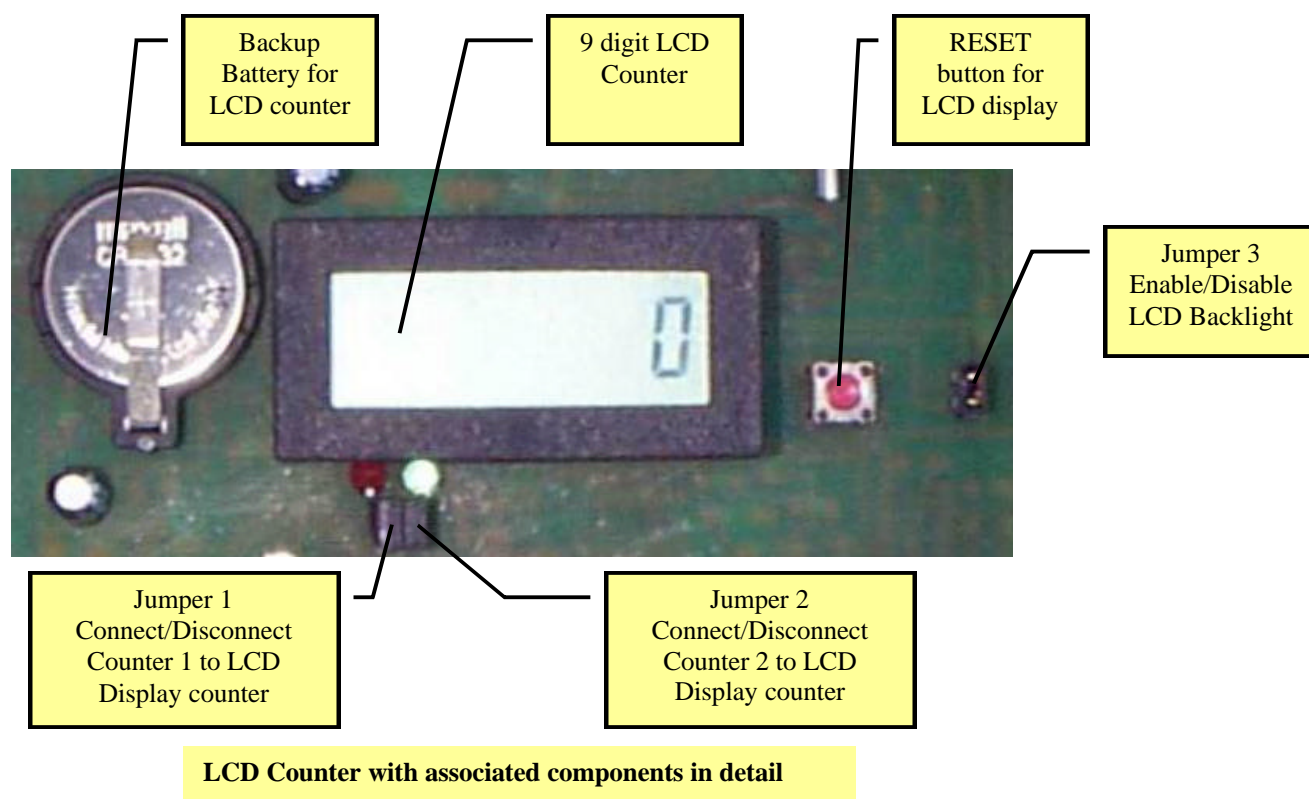 Backup
Battery for
LCD counter
9 digit LCD
Counter
RESET
button for
LCD display
Jumper 3
Enable/Disable
LCD Backlight
0
Jumper 1
Connect/Disconnect
Counter 1 to LCD
Display counter
Jumper 2
Connect/Disconnect
Counter 2 to LCD
Display counter
LCD Counter with associated components in detail